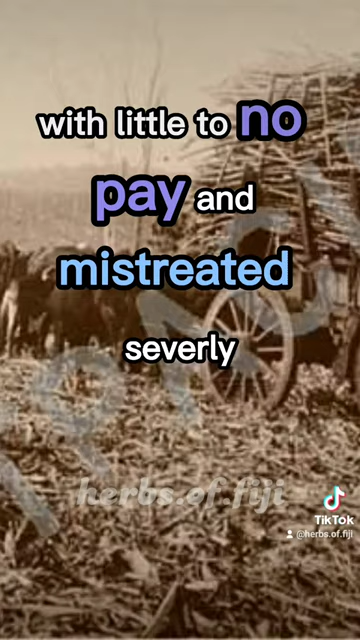 with little to no
pay and
mistreated
severly
herbs.of.fiji
TikTok
@herbs.of.fiji